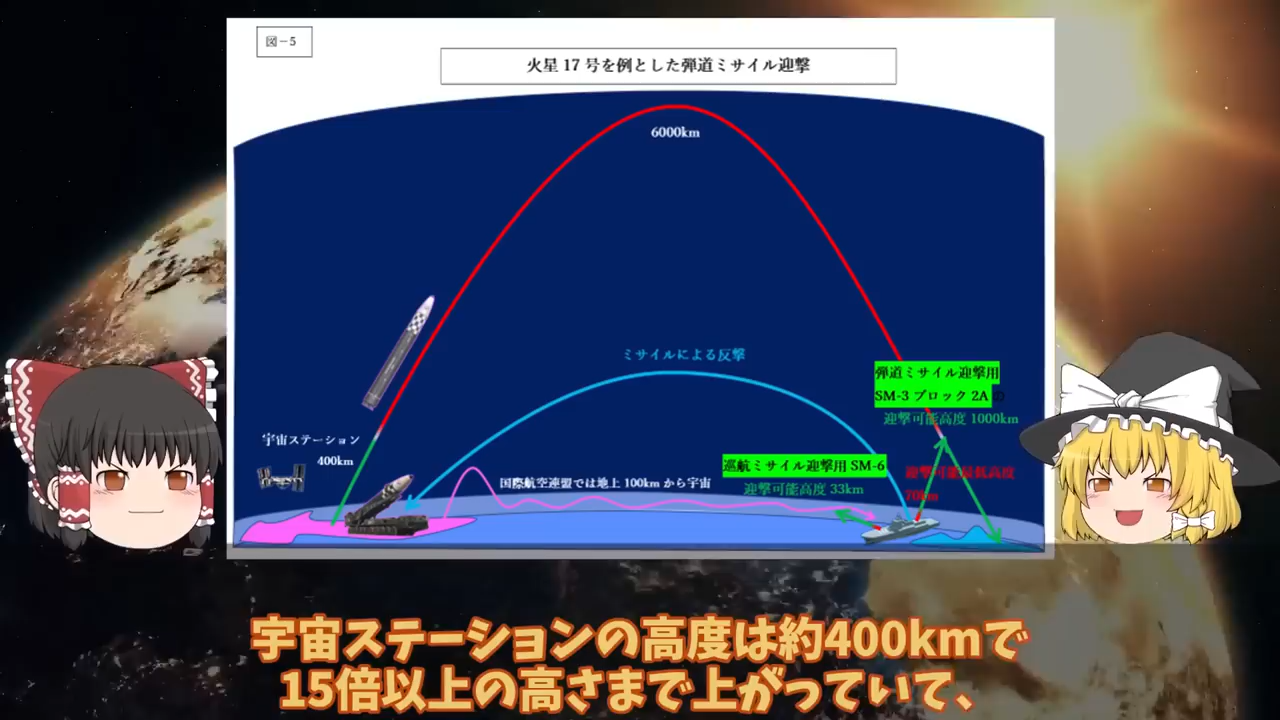 図－5
火星 17 号を例とした弾道ミサイル迎撃
6000km
ミサイルによる反撃
弾道ミサイル迎撃用
SM-3 ブロック 2Aの
迎撃可能高度 1000km
宇宙ステーション
400km
巡航ミサイル迎撃用 SM-6
迎撃可能高度 33km
迎撃可能最低高度
70km
国際航空連盟では地上 100km から宇宙
宇宙ステーションの高度は約400kmで
15倍以上の高さまで上がっていて、